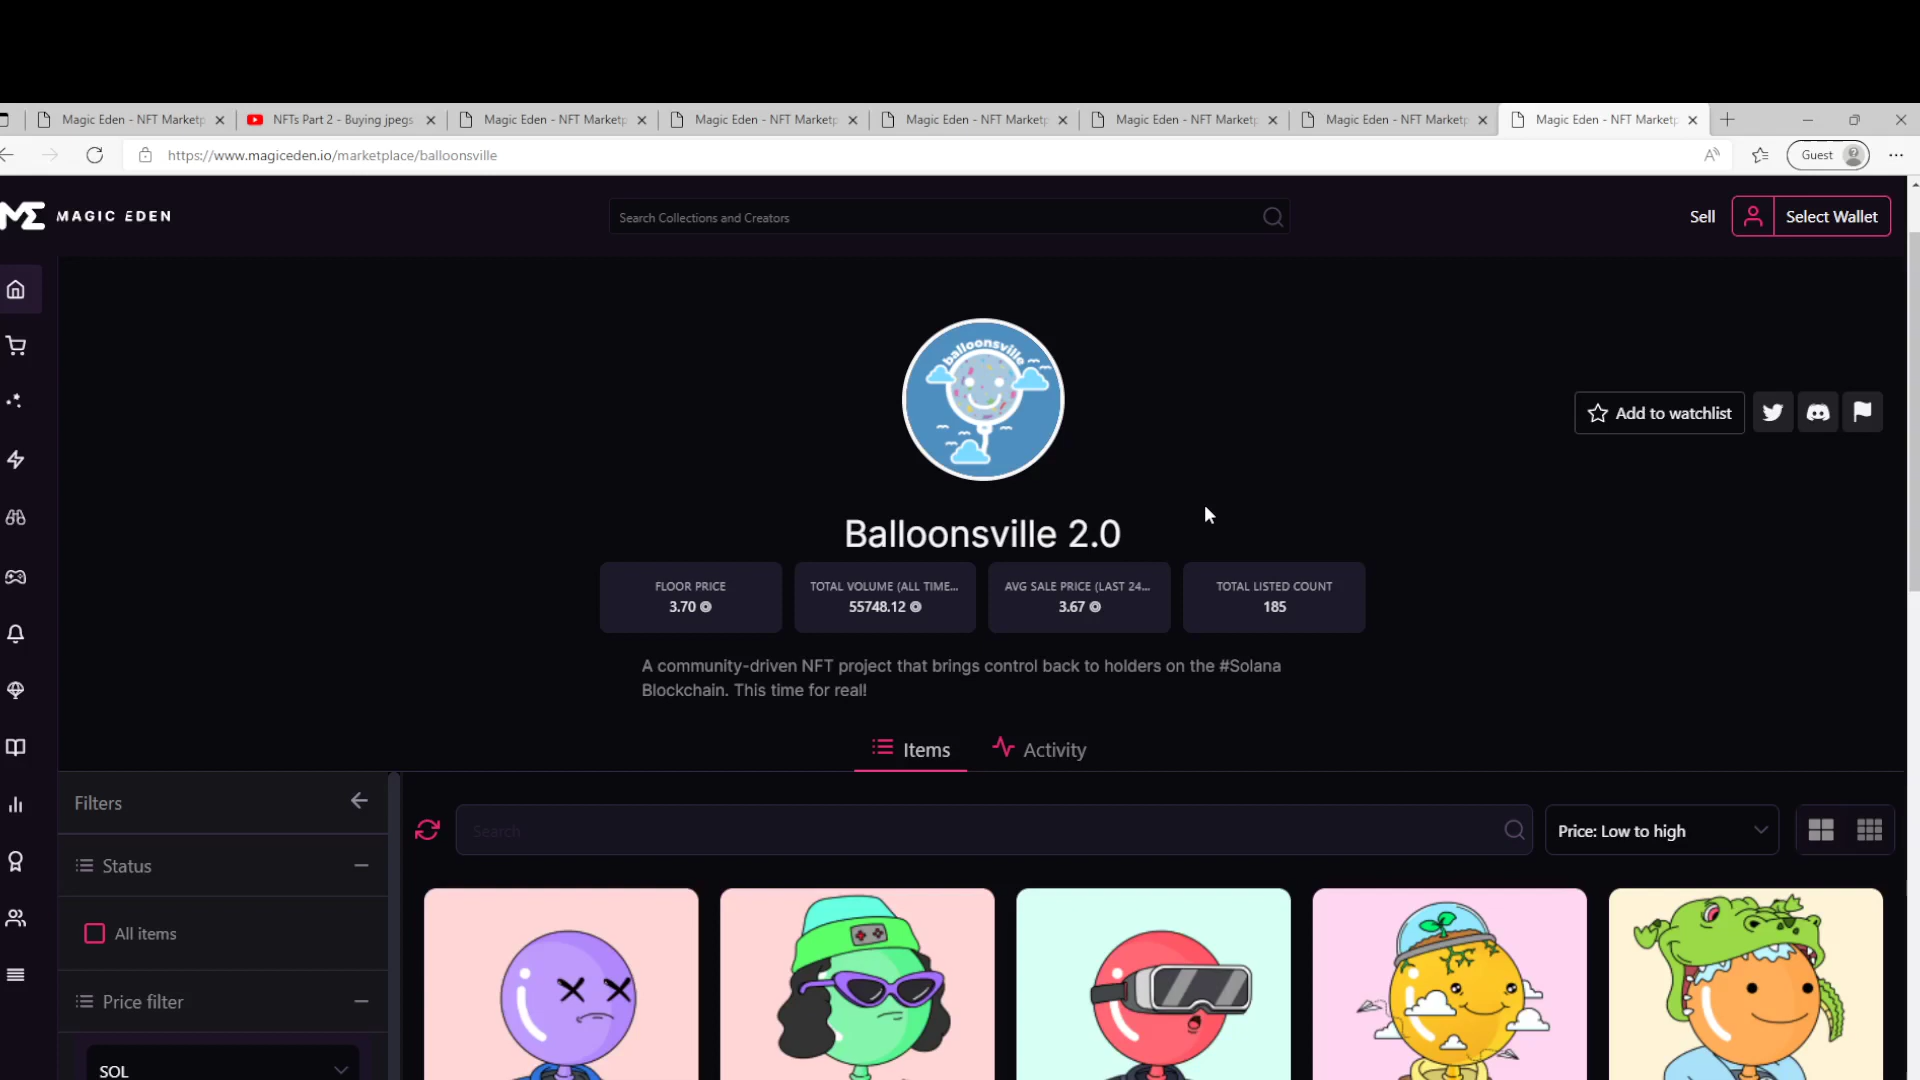 Magic Eden - NFT Marketp
NFTs Part 2 - Buying jpegs
Magic Eden - NFT Marketp
Magic Eden - NFT Marketp
Magic Eden - NFT Marketp
Magic Eden - NFT Marketp
Magic Eden - NFT Marketp
Magic Eden - NFT Marketp
https://www.magiceden.io/marketplace/balloonsville
Guest
ME MAGIC EDEN
Search Collections and Creators
Sell
Select Wallet
balloonsville
Add to watchlist
Balloonsville 2.0
FLOOR PRICE
3.70
TOTAL VOLUME (ALL TIME...
55748.12
AVG SALE PRICE (LAST 24...
3.67
TOTAL LISTED COUNT
185
A community-driven NFT project that brings control back to holders on the #Solana
Blockchain. This time for real!
Items
Activity
Filters
Search
Price: Low to high
Status
All items
Price filter
SOL